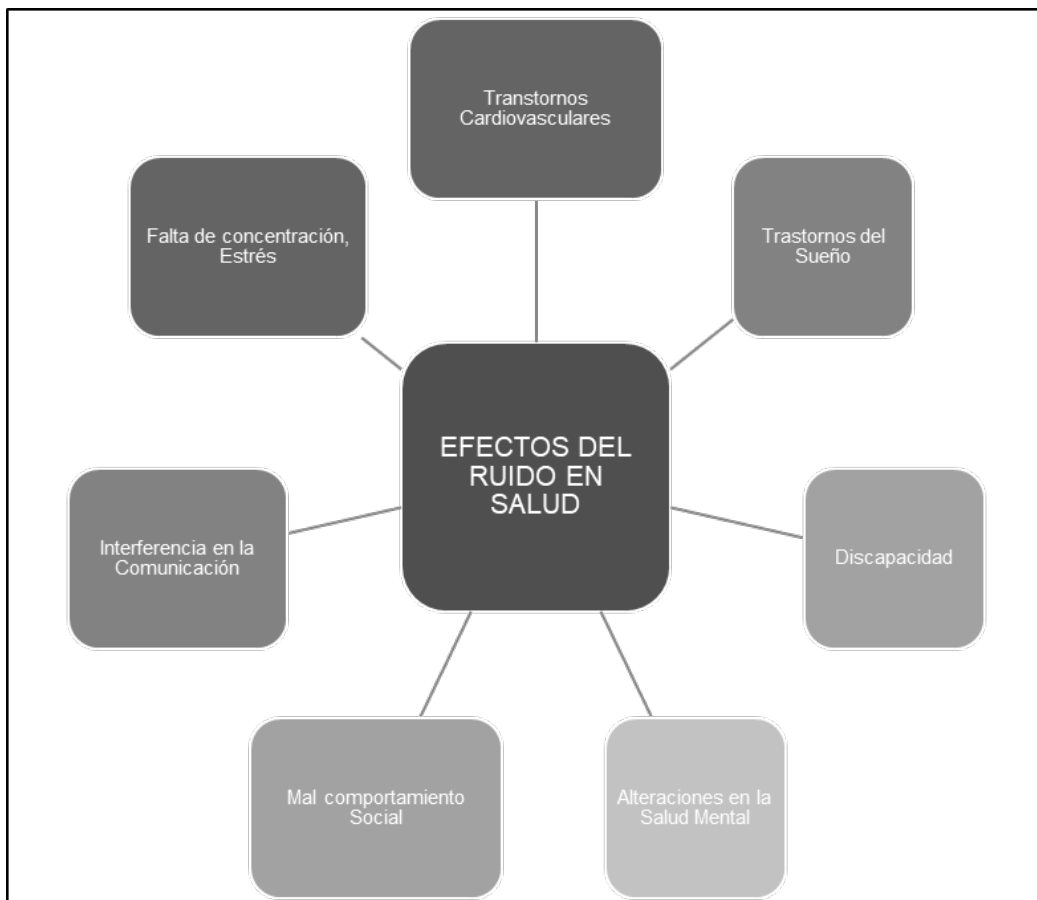 Transtornos
Cardiovasculares
Falta de concentración,
Estrés
Trastornos del
Sueño
EFECTOS DEL
RUIDO EN
SALUD
Interferencia en la
Comunicación
Discapacidad
Mal comportamiento
Social
Alteraciones en la
Salud Mental